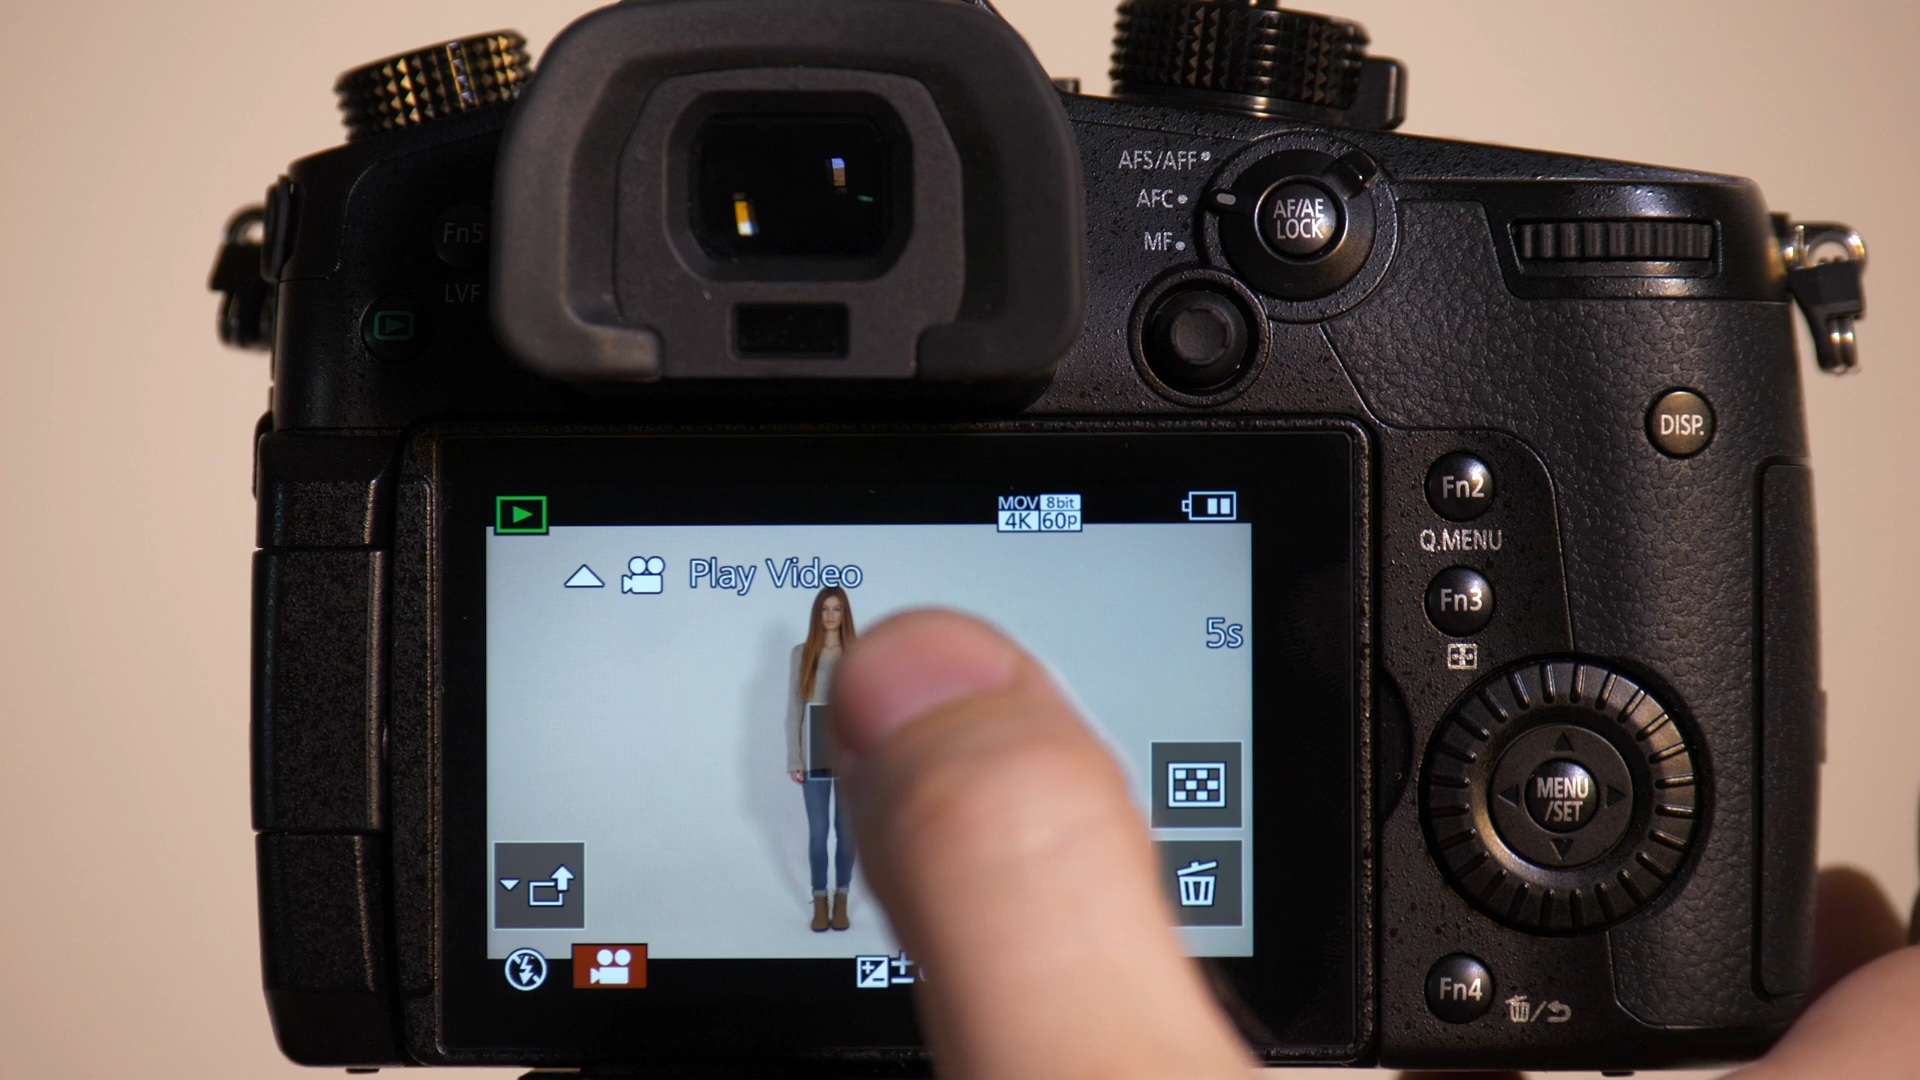 AFS/AFF
AFC
MF
AF/AE
LOCK
Fn5
LVF
DISP.
Fn2
Q.MENU
Fn3
MENU
/SET
Fn4
MOV 8bit
4K 60p
Play Video
5s